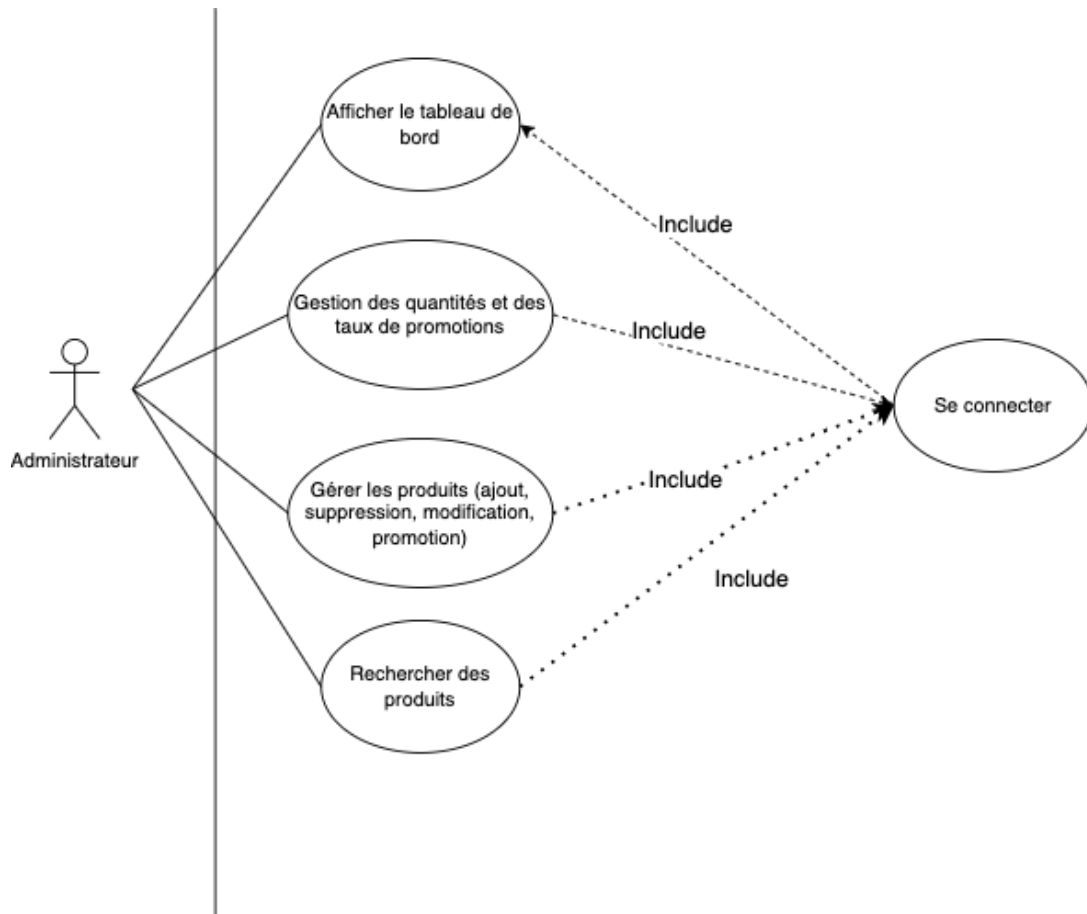 Afficher le tableau de
bord
Include
Gestion des quantités et des
taux de promotions
Include
Se connecter
Administrateur
Gérer les produits (ajout,
suppression, modification,
promotion)
Include
Include
Rechercher des
produits